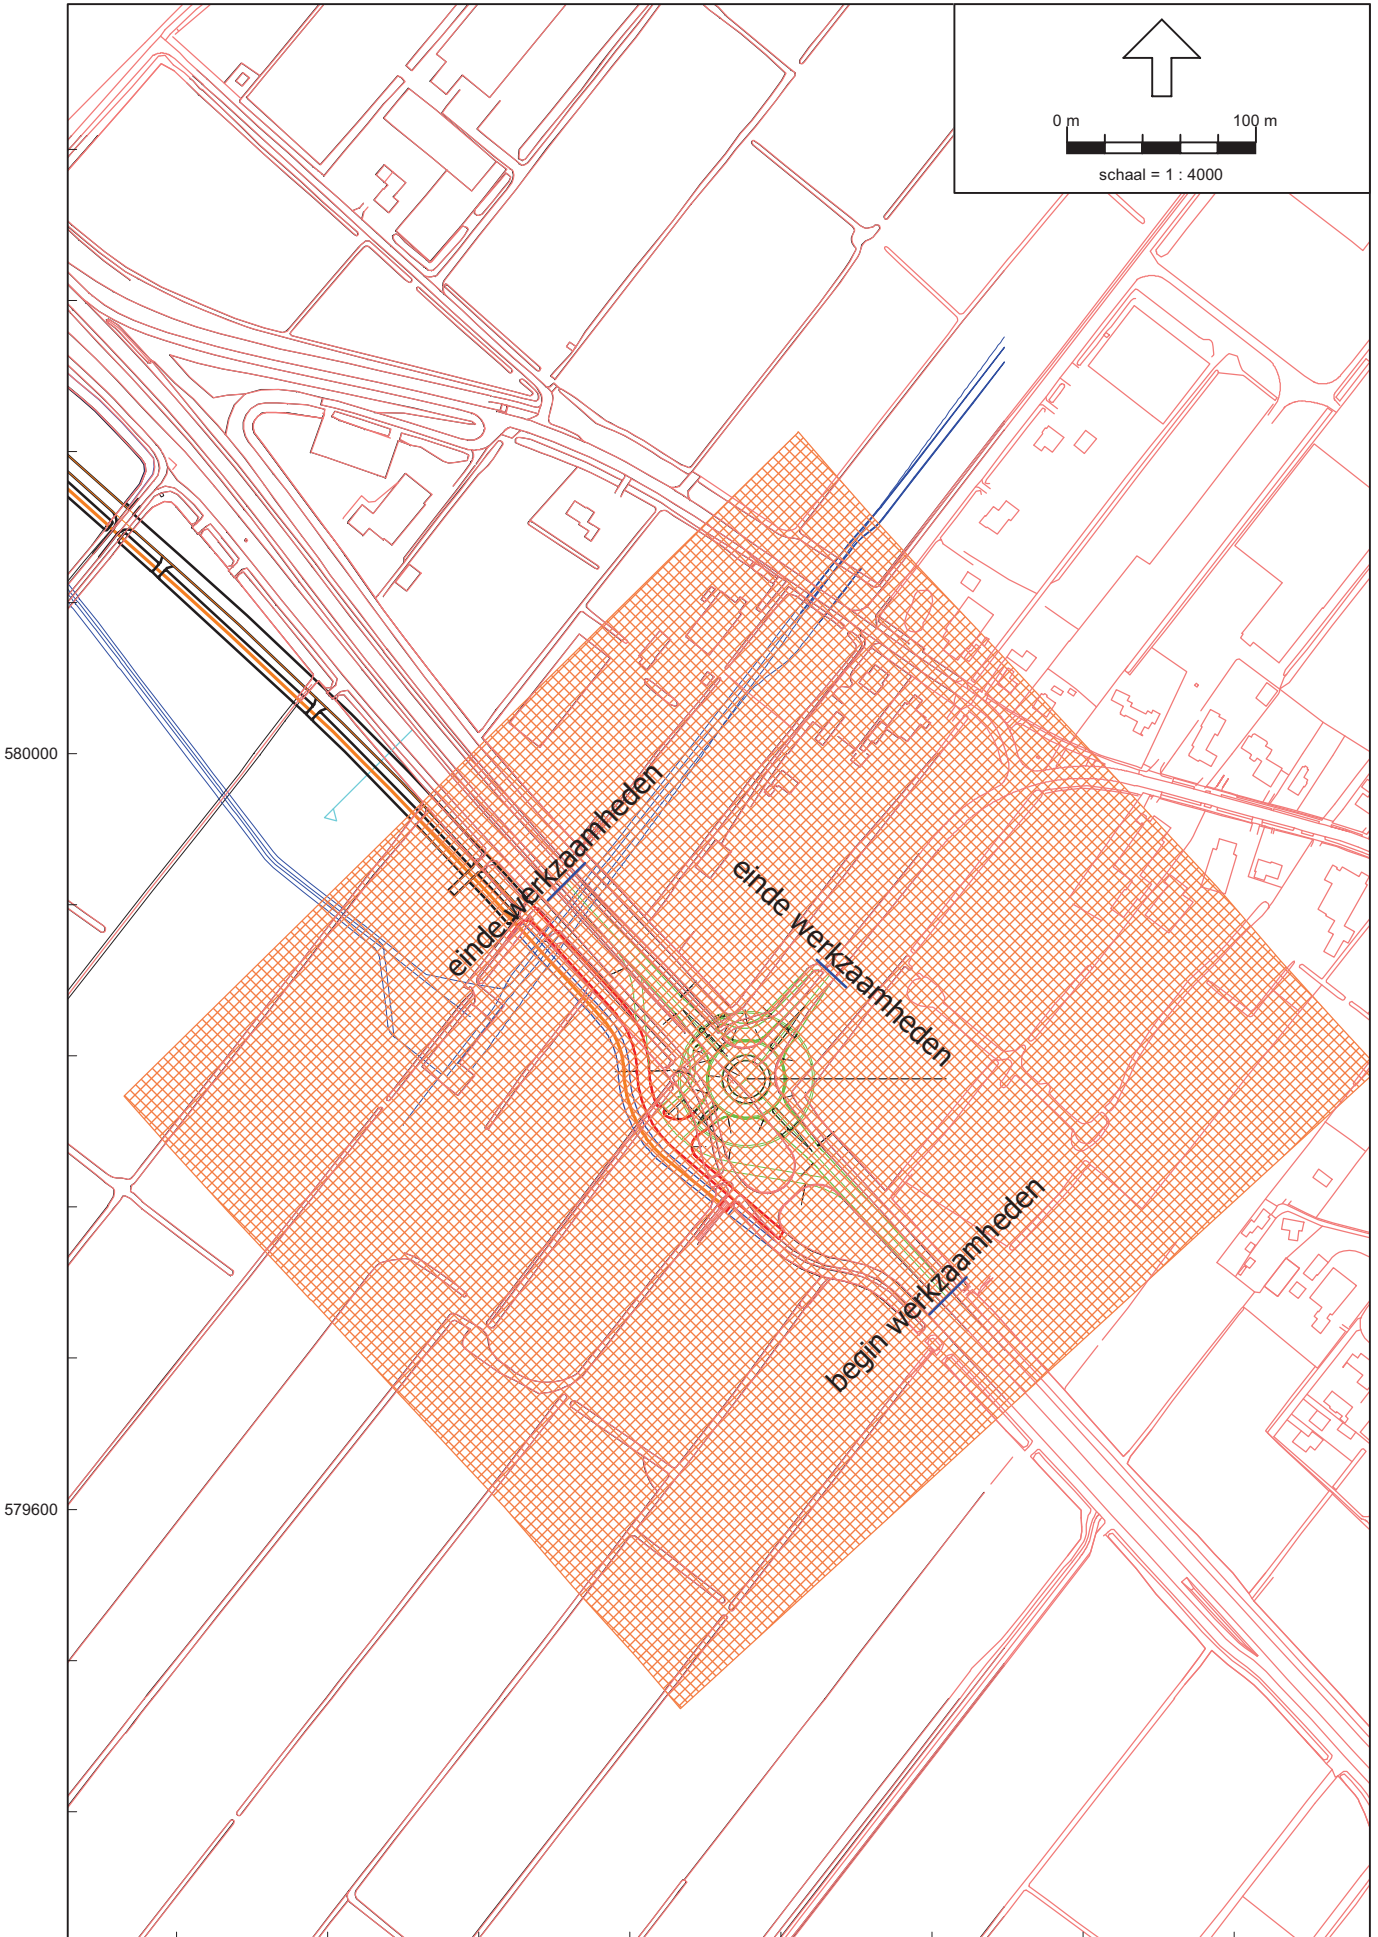 0 m
100 m
schaal = 1 : 4000
580000
einde werkzaamheden
einde werkzaamheden
begin werkzaamheden
579600